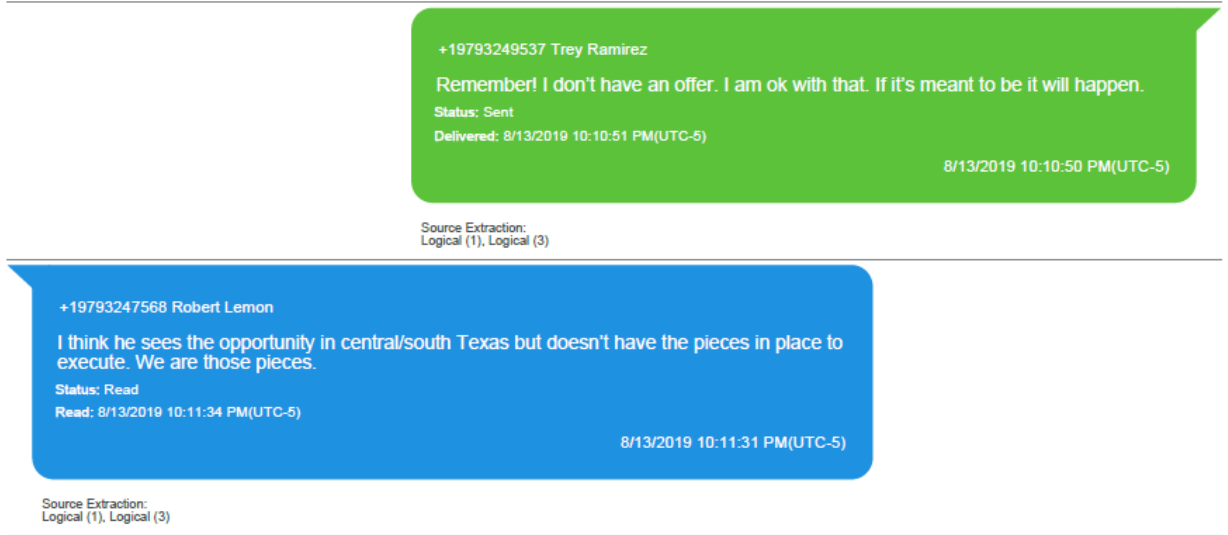 +19793249537 Trey Ramirez
Remember! I don't have an offer. I am ok with that. If it's meant to be it will happen.
Status: Sent
Delivered: 8/13/2019 10:10:51 PM(UTC-5)
8/13/2019 10:10:50 PM(UTC-5)
Source Extraction:
Logical (1), Logical (3)
+19793247568 Robert Lemon
I think he sees the opportunity in central/south Texas but doesn't have the pieces in place to
execute. We are those pieces.
Status: Read
Read: 8/13/2019 10:11:34 PM(UTC-5)
8/13/2019 10:11:31 PM(UTC-5)
Source Extraction:
Logical (1), Logical (3)